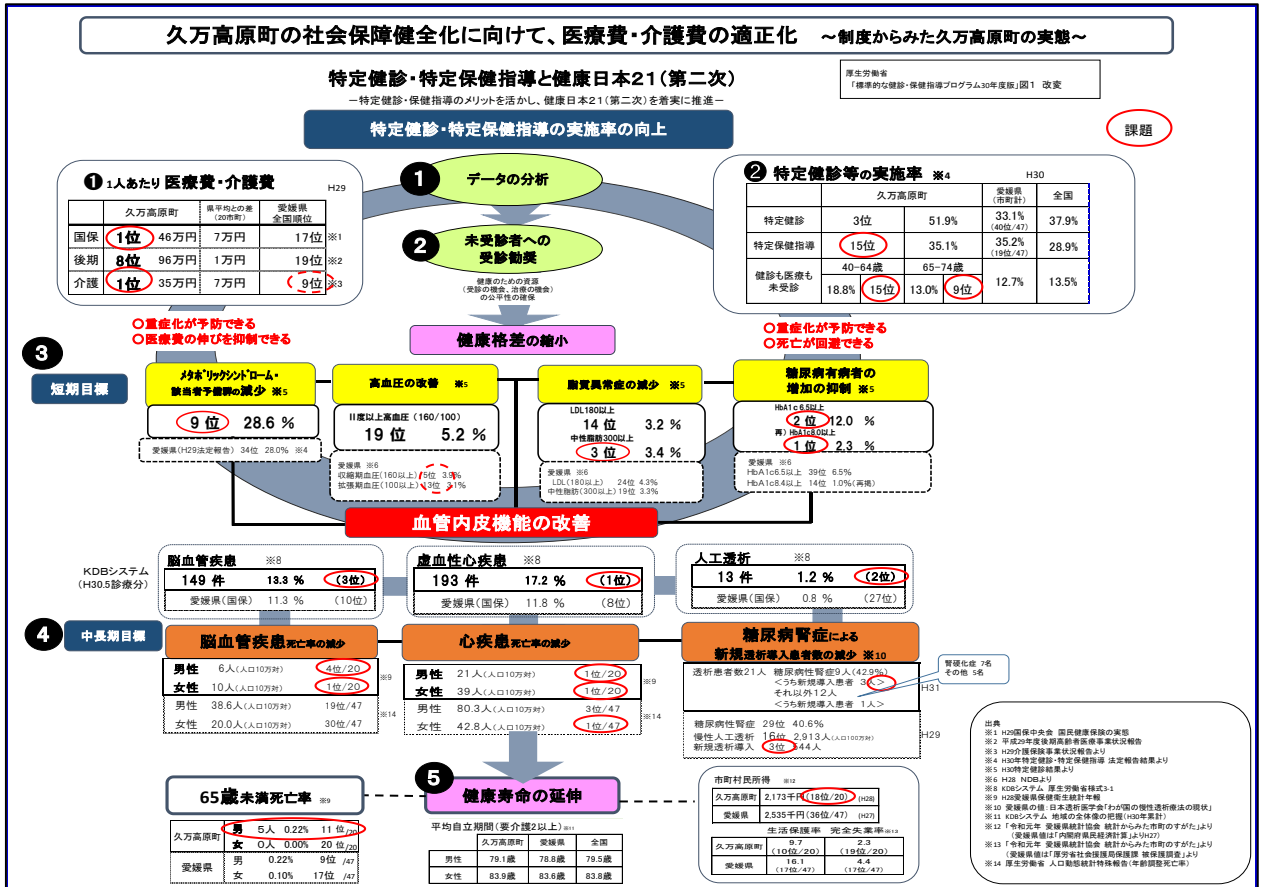 久万高原町の社会保障健全化に向けて、医療費・介護費の適正化 ～制度からみた久万高原町の実態～
特定健診・特定保健指導と健康日本21(第二次)
－特定健診・保健指導のメリットを活かし、健康日本21(第二次)を着実に推進－
厚生労働省
「標準的な健診・保健指導プログラム30年度版」図1 改変
特定健診・特定保健指導の実施率の向上
課題
❶ 1人あたり 医療費・介護費 H29
久万高原町 県平均との差 (20市町) 愛媛県 全国順位
国保 1位 46万円 7万円 17位 ※1
後期 8位 96万円 1万円 19位 ※2
介護 1位 35万円 7万円 9位 ※3
❶ データの分析
❷ 未受診者への
受診勧奨
健康のための資源
(受診の機会、治療の機会)
の公平性の確保
健康格差の縮小
❷ 特定健診等の実施率 ※4 H30
久万高原町 愛媛県 (市町計) 全国
特定健診 3位 51.9% 33.1% (40位/47) 37.9%
特定保健指導 15位 35.1% 35.2% (19位/47) 28.9%
健診も医療も 未受診 40-64歳 65-74歳
18.8% 15位 13.0% 9位 12.7% 13.5%
○重症化が予防できる
○医療費の伸びを抑制できる
○重症化が予防できる
○死亡が回避できる
❸
短期目標
メタボリックシンドローム・
該当者予備群の減少 ※5
9位 28.6 %
愛媛県(H29法定報告) 34位 28.0% ※4
高血圧の改善 ※5
II度以上高血圧 (160/100)
19位 5.2 %
愛媛県 ※6
収縮期血圧(160以上) 5位 3.9%
拡張期血圧(100以上) 13位 2.1%
脂質異常症の減少 ※5
LDL180以上
14位 3.2 %
中性脂肪300以上
3位 3.4 %
愛媛県 ※6
LDL(180以上) 24位 4.3%
中性脂肪(300以上) 19位 3.3%
糖尿病有病者の
増加の抑制 ※5
HbA1c6.5以上
2位 12.0 %
再)HbA1c8.0以上
1位 2.3 %
愛媛県 ※6
HbA1c6.5以上 39位 6.5%
HbA1c8.4以上 14位 1.0%(再掲)
血管内皮機能の改善
KDBシステム
(H30.5診療分)
脳血管疾患 ※8
149 件 13.3 % (3位)
愛媛県(国保) 11.3 % (10位)
虚血性心疾患 ※8
193 件 17.2 % (1位)
愛媛県(国保) 11.8 % (8位)
人工透析 ※8
13 件 1.2 % (2位)
愛媛県(国保) 0.8 % (27位)
❹ 中長期目標
脳血管疾患死亡率の減少
男性 6人(人口10万対) 4位/20
女性 10人(人口10万対) 1位/20 ※9
男性 38.6人(人口10万対) 19位/47
女性 20.0人(人口10万対) 30位/47 ※14
心疾患死亡率の減少
男性 21人(人口10万対) 1位/20
女性 39人(人口10万対) 1位/20 ※9
男性 80.3人(人口10万対) 3位/47
女性 42.8人(人口10万対) 1位/47 ※14
糖尿病腎症による
新規透析導入患者数の減少 ※10
透析患者数21人 糖尿病性腎症9人(42.9%)
<うち新規導入患者 3人>
それ以外12人
<うち新規導入患者 1人>
H31
腎硬化症 7名
その他 5名
糖尿病性腎症 29位 40.6%
慢性人工透析 16位 2,913人(人口100万対)
新規透析導入 3位 544人
H29
❺ 健康寿命の延伸
65歳未満死亡率 ※9
久万高原町 男 5人 0.22% 11 位/20
女 0人 0.00% 20 位/20
愛媛県 男 0.22% 9位 /47
女 0.10% 17位 /47
平均自立期間(要介護2以上)※11
久万高原町 愛媛県 全国
男性 79.1歳 78.8歳 79.5歳
女性 83.9歳 83.6歳 83.8歳
市町村民所得 ※12
久万高原町 2,173千円(18位/20) (H28)
愛媛県 2,535千円(36位/47) (H27)
生活保護率 完全失業率※13
久万高原町 9.7 (10位/20) 2.3 (19位/20)
愛媛県 16.1 (17位/47) 4.4 (17位/47)
出典
※1 H29国保中央会 国民健康保険の実態
※2 平成29年度後期高齢者医療事業状況報告
※3 H29介護保険事業状況報告より
※4 H30年特定健診・特定保健指導 法定報告結果より
※5 H30特定健診結果より
※6 H28 NDBより
※8 KDBシステム 厚生労働省様式3-1
※9 H28愛媛県保健衛生統計年報
※10 愛媛県の値：日本透析医学会「わが国の慢性透析療法の現状」
※11 KDBシステム 地域の全体像の把握(H30年累計)
※12 「令和元年 愛媛県統計協会 統計からみた市町のすがた」より
(愛媛県値は「内閣府県民経済計算」よりH27)
※13 「令和元年 愛媛県統計協会 統計からみた市町のすがた」より
(愛媛県値は「厚労省社会援護局保護課 被保護調査」より
※14 厚生労働省 人口動態統計特殊報告(年齢調整死亡率)